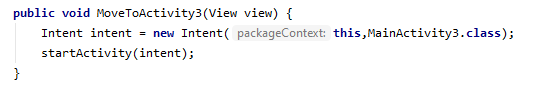 public void MoveToActivity3(View view) {
    Intent intent = new Intent( packageContext: this,MainActivity3.class);
    startActivity(intent);
}